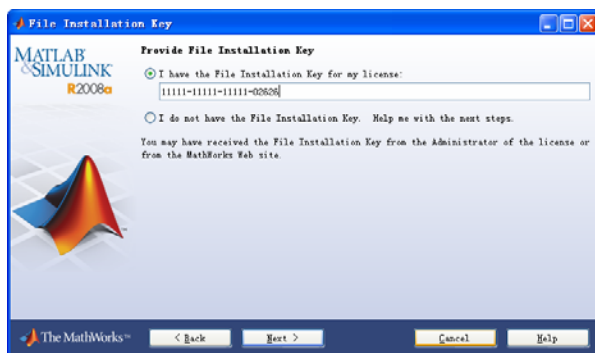 File Installation Key
MATLAB
&SIMULINK
R2008a
Provide File Installation Key
I have the File Installation Key for my license:
11111-11111-11111-02626
I do not have the File Installation Key. Help me with the next steps.
You may have received the File Installation Key from the Administrator of the license or
from the MathWorks Web site.
The MathWorks™
< Back
Next >
Cancel
Help